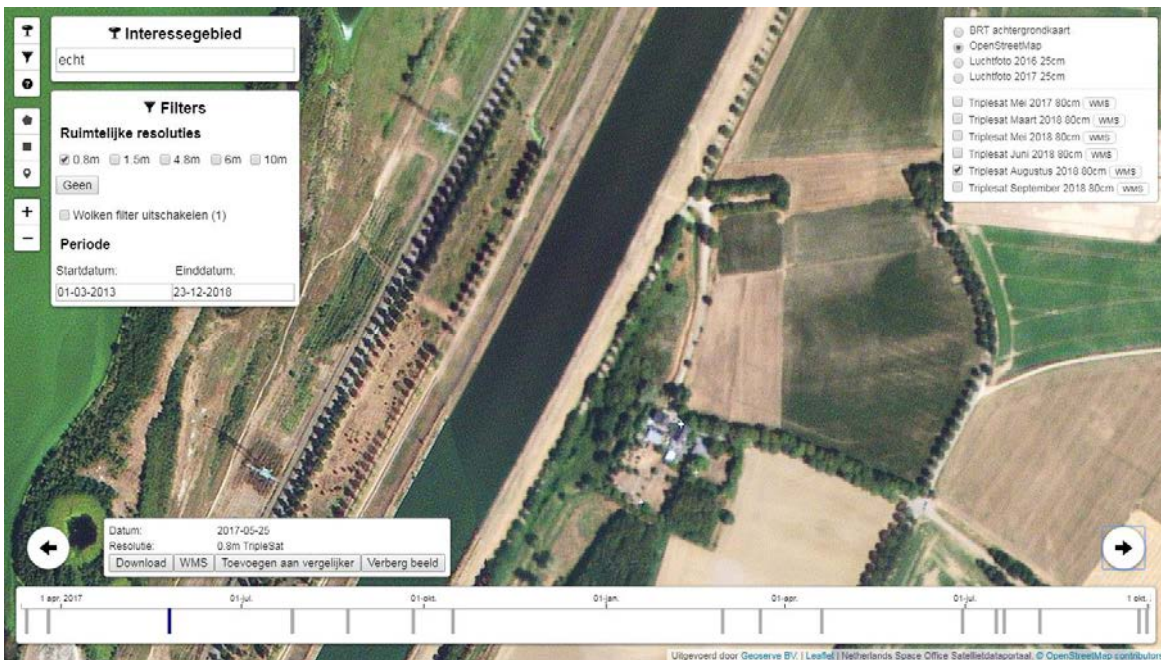 Interessegebied
echt
Filters
Ruimtelijke resoluties
0.8m 1.5m 4.8m 6m 10m
Geen
Wolken filter uitschakelen (1)
Periode
Startdatum: Einddatum:
01-03-2013 23-12-2018
BRT achtergrondkaart
OpenStreetMap
Luchtfoto 2016 25cm
Luchtfoto 2017 25cm
Triplesat Mei 2017 80cm WMS
Triplesat Maart 2018 80cm WMS
Triplesat Mei 2018 80cm WMS
Triplesat Juni 2018 80cm WMS
Triplesat Augustus 2018 80cm WMS
Triplesat September 2018 80cm WMS
Datum: 2017-05-25
Resolutie: 0.8m TripleSat
Download WMS Toevoegen aan vergelijker Verberg beeld
1 apr. 2017 01-jul. 01-okt. 01-jan. 01-apr. 01-jul. 1 okt.
Uitgevoerd door Geoserve BV. | Leaflet | Netherlands Space Office Satellietdataportaal. © OpenStreetMap contributors